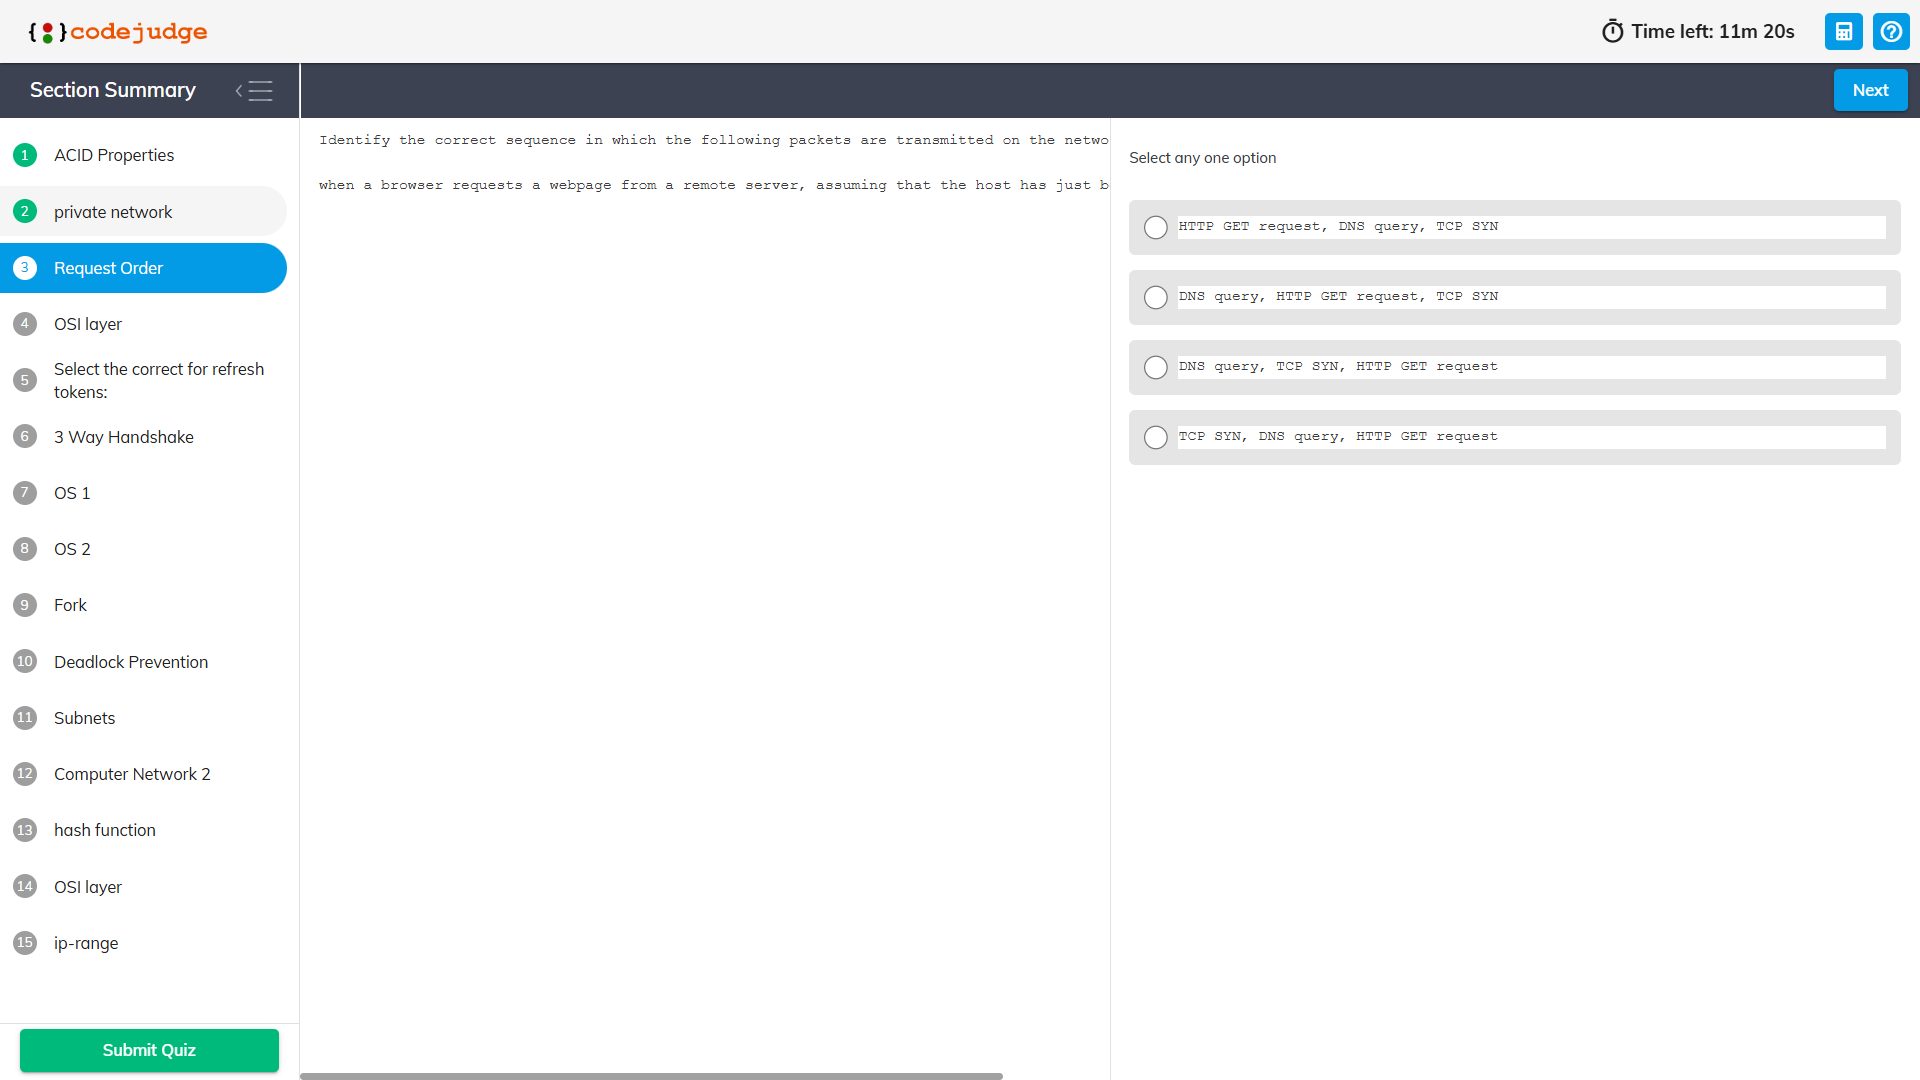 { }codejudge
Time left: 11m 20s
Section Summary
Next
1 ACID Properties
2 private network
3 Request Order
4 OSI layer
5 Select the correct for refresh
tokens:
6 3 Way Handshake
7 OS 1
8 OS 2
9 Fork
10 Deadlock Prevention
11 Subnets
12 Computer Network 2
13 hash function
14 OSI layer
15 ip-range
Submit Quiz
Identify the correct sequence in which the following packets are transmitted on the netwo
when a browser requests a webpage from a remote server, assuming that the host has just b
Select any one option
HTTP GET request, DNS query, TCP SYN
DNS query, HTTP GET request, TCP SYN
DNS query, TCP SYN, HTTP GET request
TCP SYN, DNS query, HTTP GET request